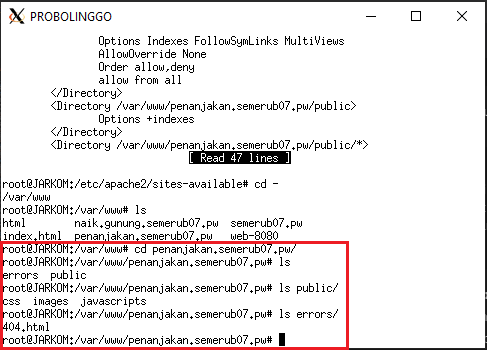 PROBOLINGGO
Options Indexes FollowSymLinks MultiViews
AllowOverride None
Order allow,deny
allow from all
</Directory>
<Directory /var/www/penanjakan.semerub07.pw/public>
Options +indexes
</Directory>
<Directory /var/www/penanjakan.semerub07.pw/public/*>
[ Read 47 lines ]
root@JARKOM:/etc/apache2/sites-available# cd -
/var/www
root@JARKOM:/var/www# ls
html naik.gunung.semerub07.pw semerub07.pw
index.html penanjakan.semerub07.pw web-8080
root@JARKOM:/var/www# cd penanjakan.semerub07.pw/
root@JARKOM:/var/www/penanjakan.semerub07.pw# ls
errors public
root@JARKOM:/var/www/penanjakan.semerub07.pw# ls public/
css images javascripts
root@JARKOM:/var/www/penanjakan.semerub07.pw# ls errors/
404.html
root@JARKOM:/var/www/penanjakan.semerub07.pw#